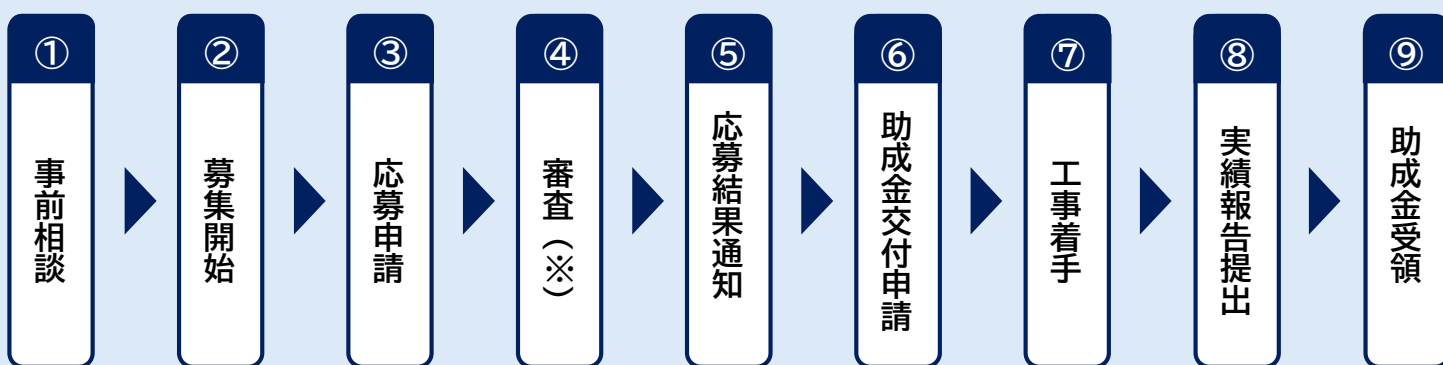 ①
事前相談
②
募集開始
③
応募申請
④
審査（※）
⑤
応募結果通知
⑥
助成金交付申請
⑦
工事着手
⑧
実績報告提出
⑨
助成金受領